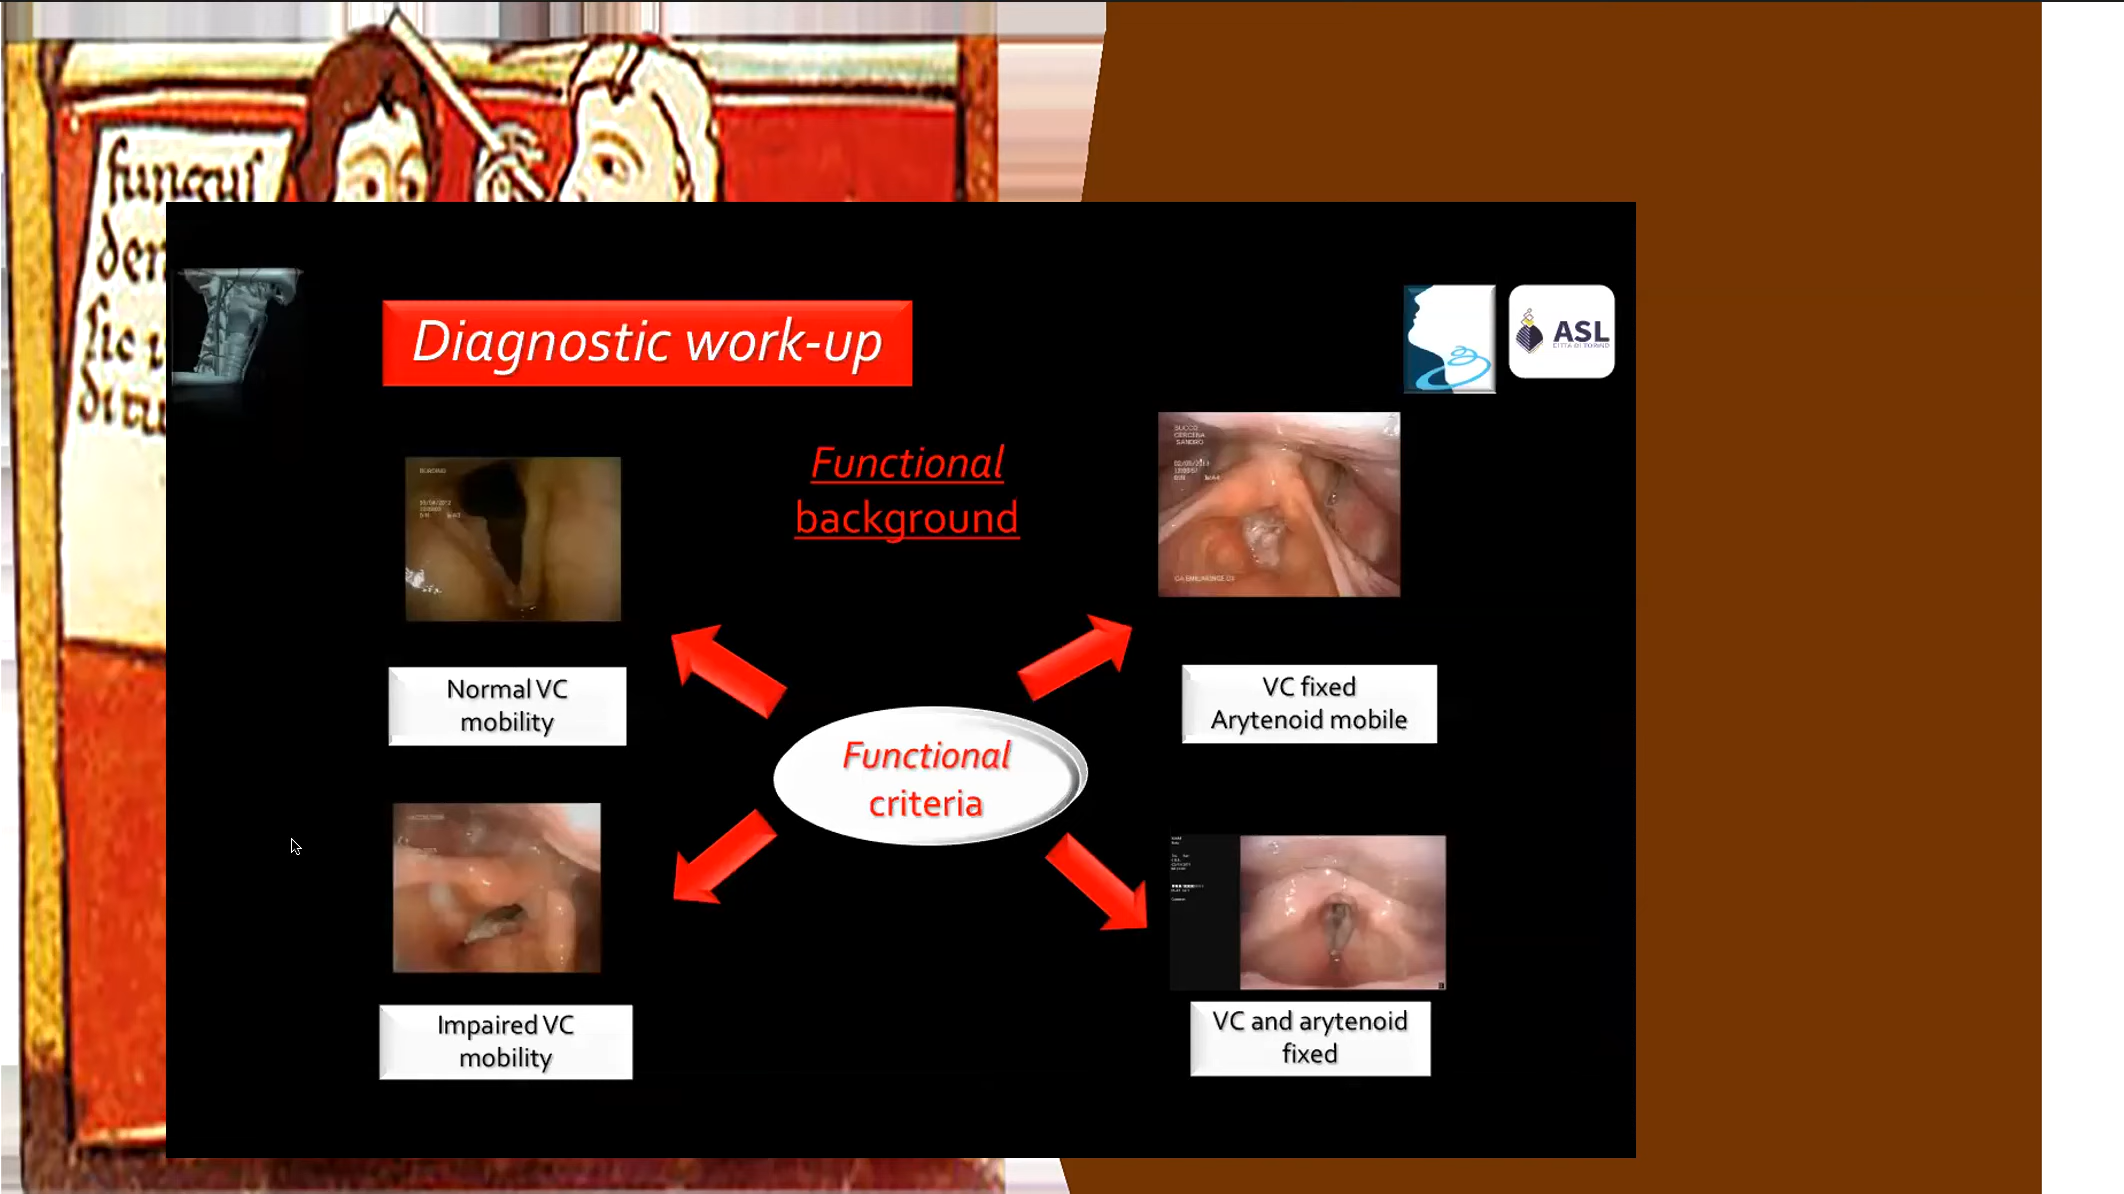 funguſ
Diagnostic work-up
ASL
CITTÀ DI TORINO
Functional
background
Normal VC
mobility
VC fixed
Arytenoid mobile
Functional
criteria
Impaired VC
mobility
VC and arytenoid
fixed